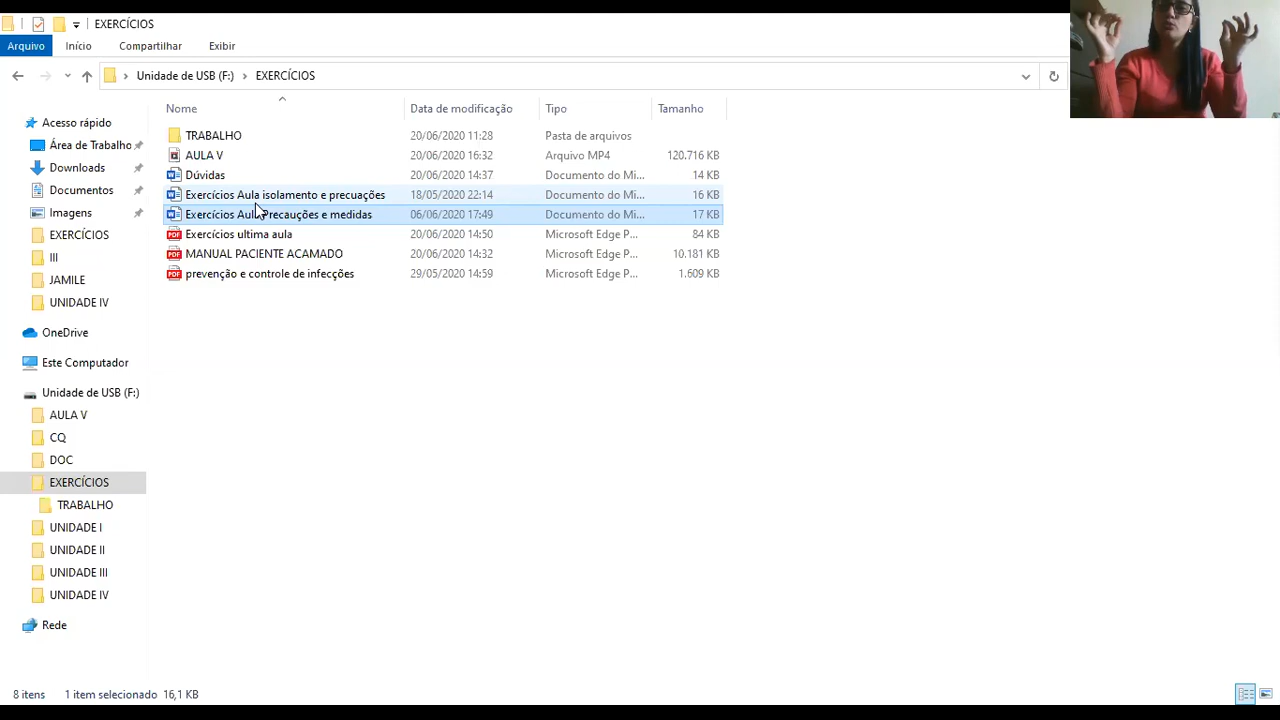 EXERCÍCIOS
Arquivo Início Compartilhar Exibir
Unidade de USB (F:) EXERCÍCIOS
Nome Data de modificação Tipo Tamanho
TRABALHO 20/06/2020 11:28 Pasta de arquivos
AULA V 20/06/2020 16:32 Arquivo MP4 120.716 KB
Dúvidas 20/06/2020 14:37 Documento do Mi... 14 KB
Exercícios Aula isolamento e precuações 18/05/2020 22:14 Documento do Mi... 16 KB
Exercícios Aula Precauções e medidas 06/06/2020 17:49 Documento do Mi... 17 KB
Exercícios ultima aula 20/06/2020 14:50 Microsoft Edge P... 84 KB
MANUAL PACIENTE ACAMADO 20/06/2020 14:32 Microsoft Edge P... 10.181 KB
prevenção e controle de infecções 29/05/2020 14:59 Microsoft Edge P... 1.609 KB
Acesso rápido
Área de Trabalho
Downloads
Documentos
Imagens
EXERCÍCIOS
III
JAMILE
UNIDADE IV
OneDrive
Este Computador
Unidade de USB (F:)
AULA V
CQ
DOC
EXERCÍCIOS
TRABALHO
UNIDADE I
UNIDADE II
UNIDADE III
UNIDADE IV
Rede
8 itens 1 item selecionado 16,1 KB